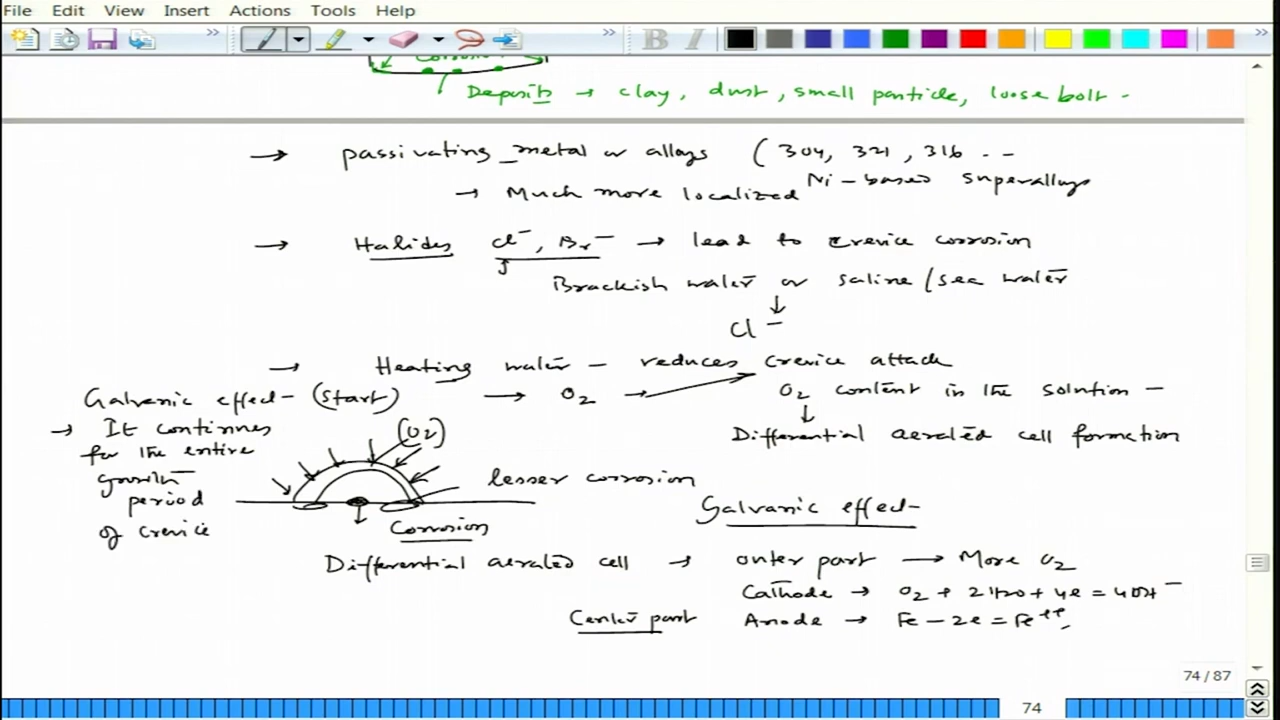 File Edit View Insert Actions Tools Help
Deposits → clay, dust, small particle, loose bolt -
→ passivating metal or alloys (304, 321, 316 ...
Ni-based superalloys
→ Much more localized
→ Halides Cl⁻, Br⁻ → lead to crevice corrosion
Brackish water or saline/sea water
↓
Cl⁻
→ Heating water - reduces crevice attack
Galvanic effect- (start) → O₂ → O₂ content in the solution -
→ It continues
for the entire
growth
period
of crevice
(O₂)
Differential aerated cell formation
lesser corrosion
Galvanic effect-
Corrosion
Differential aerated cell → outer part → More O₂
Cathode → O₂ + 2H2O + 4e = 4OH⁻
Center part Anode → Fe - 2e = Fe⁺⁺
74 / 87
74